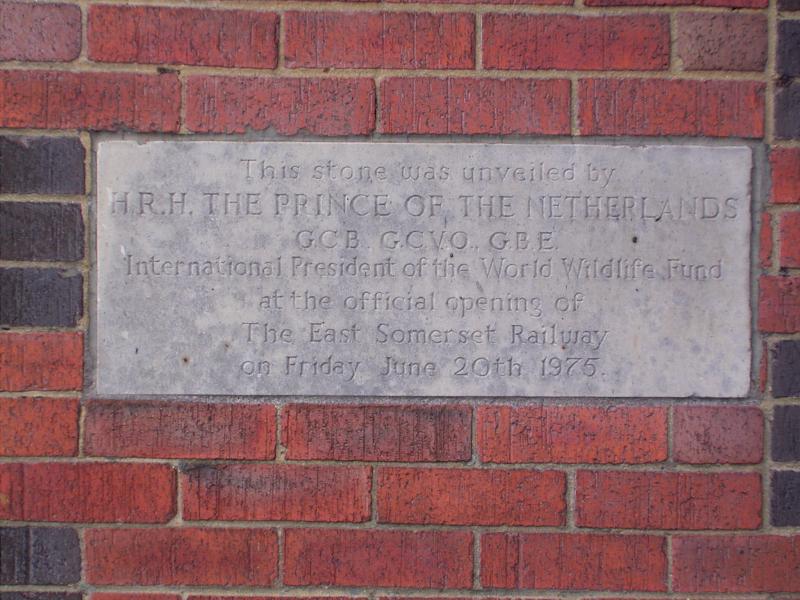 This stone was unveiled by
H.R.H. THE PRINCE OF THE NETHERLANDS
G.C.B. G.C.V.O. G.B.E.
International President of the World Wildlife Fund
at the official opening of
The East Somerset Railway
on Friday June 20th 1975.